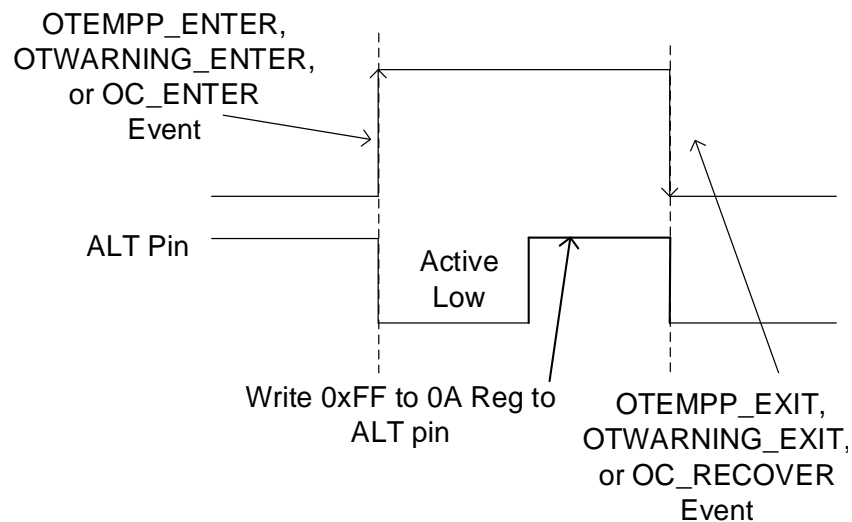 OTEMPP_ENTER,
OTWARNING_ENTER,
or OC_ENTER
Event
ALT Pin
Active
Low
Write 0xFF to 0A Reg to
ALT pin
OTEMPP_EXIT,
OTWARNING_EXIT,
or OC_RECOVER
Event